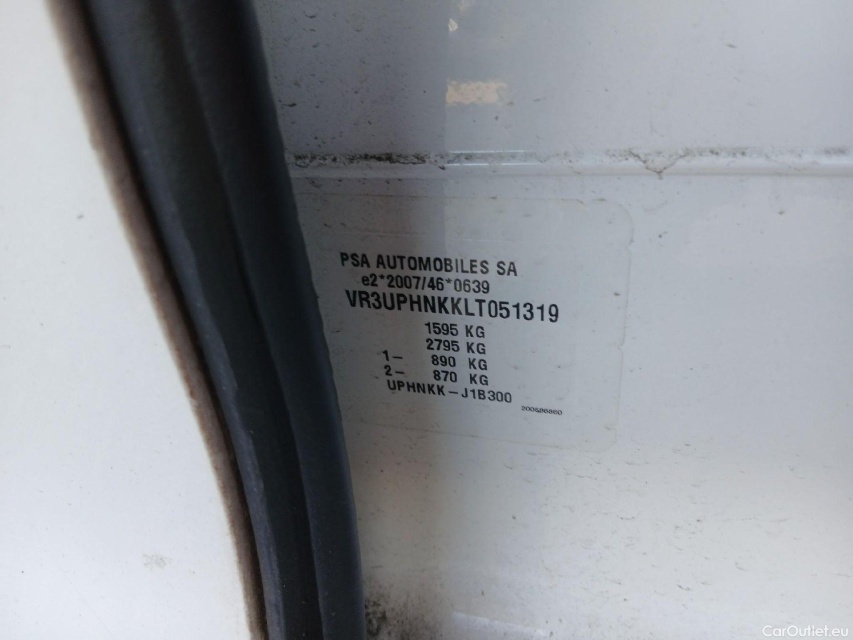 PSA AUTOMOBILES SA
e2*2007/46*0639
VR3UPHNKKLT051319
1595 KG
2795 KG
1- 890 KG
2- 870 KG
UPHNKK-J1B300
CarOutlet.eu